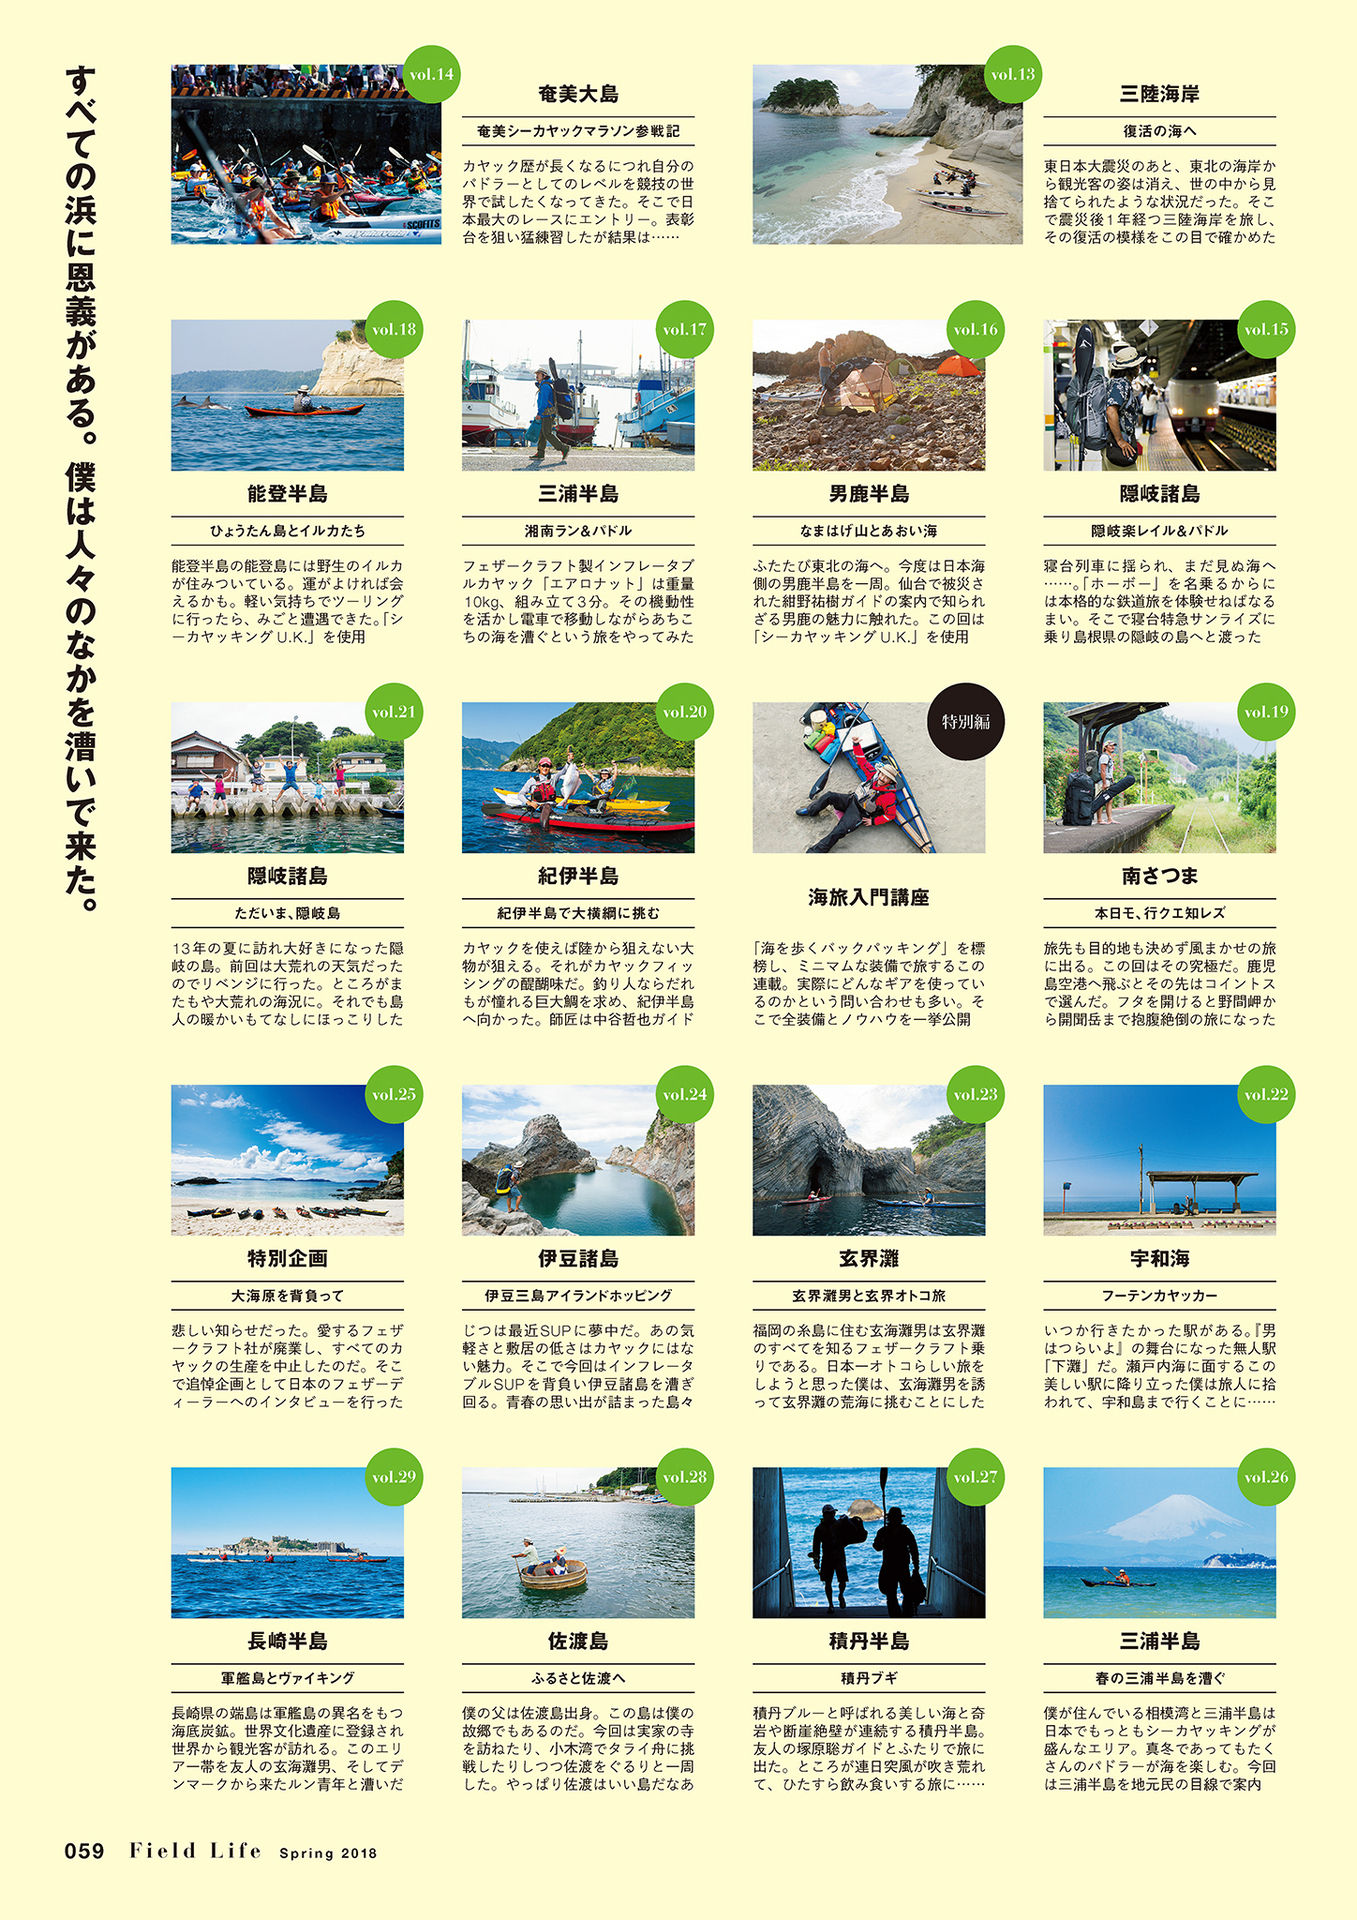 すべての浜に恩義がある。僕は人々のなかを漕いで来た。
vol.13
三陸海岸
復活の海へ
東日本大震災のあと、東北の海岸か
ら観光客の姿は消え、世の中から見
捨てられたような状況だった。そこ
で震災後1年経つ三陸海岸を旅し、
その復活の模様をこの目で確かめた
vol.14
奄美大島
奄美シーカヤックマラソン参戦記
カヤック歴が長くなるにつれ自分の
パドラーとしてのレベルを競技の世
界で試したくなってきた。そこで日
本最大のレースにエントリー。表彰
台を狙い猛練習したが結果は……
SCOFITS
vol.15
隠岐諸島
隠岐楽レイル&パドル
寝台列車に揺られ、まだ見ぬ海へ
……。「ホーボー」を名乗るからに
は本格的な鉄道旅を体験せねばなる
まい。そこで寝台特急サンライズに
乗り島根県の隠岐の島へと渡った
vol.16
男鹿半島
なまはげ山とあおい海
ふたたび東北の海へ。今度は日本海
側の男鹿半島を一周。仙台で被災さ
れた紺野祐樹ガイドの案内で知られ
ざる男鹿の魅力に触れた。この回は
「シーカヤッキングU.K.」を使用
vol.17
三浦半島
湘南ラン&パドル
フェザークラフト製インフレータブ
ルカヤック「エアロナット」は重量
10kg、組み立て3分。その機動性
を活かし電車で移動しながらあちこ
ちの海を漕ぐという旅をやってみた
vol.18
能登半島
ひょうたん島とイルカたち
能登半島の能登島には野生のイルカ
が住みついている。運がよければ会
えるかも。軽い気持ちでツーリング
に行ったら、みごと遭遇できた。「シ
ーカヤッキングU.K.」を使用
vol.19
南さつま
本日モ、行クエ知レズ
旅先も目的地も決めず風まかせの旅
に出る。この回はその究極だ。鹿児
島空港へ飛ぶとその先はコイントス
で選んだ。フタを開けると野間岬か
ら開聞岳まで抱腹絶倒の旅になった
特別編
海旅入門講座
「海を歩くバックパッキング」を標
榜し、ミニマムな装備で旅するこの
連載。実際にどんなギアを使ってい
るのかという問い合わせも多い。そ
こで全装備とノウハウを一挙公開
vol.20
紀伊半島
紀伊半島で大横綱に挑む
カヤックを使えば陸から狙えない大
物が狙える。それがカヤックフィッ
シングの醍醐味だ。釣り人ならだれ
もが憧れる巨大鯛を求め、紀伊半島
へ向かった。師匠は中谷哲也ガイド
vol.21
隠岐諸島
ただいま、隠岐島
13年の夏に訪れ大好きになった隠
岐の島。前回は大荒れの天気だった
のでリベンジに行った。ところがま
たもや大荒れの海況に。それでも島
人の暖かいもてなしにほっこりした
vol.22
宇和海
フーテンカヤッカー
いつか行きたかった駅がある。『男
はつらいよ』の舞台になった無人駅
「下灘」だ。瀬戸内海に面するこの
美しい駅に降り立った僕は旅人に拾
われて、宇和島まで行くことに……
vol.23
玄界灘
玄界灘男と玄界オトコ旅
福岡の糸島に住む玄海灘男は玄界灘
のすべてを知るフェザークラフト乗
りである。日本一オトコらしい旅を
しようと思った僕は、玄海灘男を誘
って玄界灘の荒海に挑むことにした
vol.24
伊豆諸島
伊豆三島アイランドホッピング
じつは最近SUPに夢中だ。あの気
軽さと敷居の低さはカヤックにはな
い魅力。そこで今回はインフレータ
ブルSUPを背負い伊豆諸島を漕ぎ
回る。青春の思い出が詰まった島々
vol.25
特別企画
大海原を背負って
悲しい知らせだった。愛するフェザ
ークラフト社が廃業し、すべてのカ
ヤックの生産を中止したのだ。そこ
で追悼企画として日本のフェザーデ
ィーラーへのインタビューを行った
vol.26
三浦半島
春の三浦半島を漕ぐ
僕が住んでいる相模湾と三浦半島は
日本でもっともシーカヤッキングが
盛んなエリア。真冬であってもたく
さんのパドラーが海を楽しむ。今回
は三浦半島を地元民の目線で案内
vol.27
積丹半島
積丹ブギ
積丹ブルーと呼ばれる美しい海と奇
岩や断崖絶壁が連続する積丹半島。
友人の塚原聡ガイドとふたりで旅に
出た。ところが連日突風が吹き荒れ
て、ひたすら飲み食いする旅に……
vol.28
佐渡島
ふるさと佐渡へ
僕の父は佐渡島出身。この島は僕の
故郷でもあるのだ。今回は実家の寺
を訪ねたり、小木湾でタライ舟に挑
戦したりしつつ佐渡をぐるりと一周
した。やっぱり佐渡はいい島だなあ
vol.29
長崎半島
軍艦島とヴァイキング
長崎県の端島は軍艦島の異名をもつ
海底炭鉱。世界文化遺産に登録され
世界から観光客が訪れる。このエリ
アー帯を友人の玄海灘男、そしてデ
ンマークから来たルン青年と漕いだ
059 Field Life Spring 2018